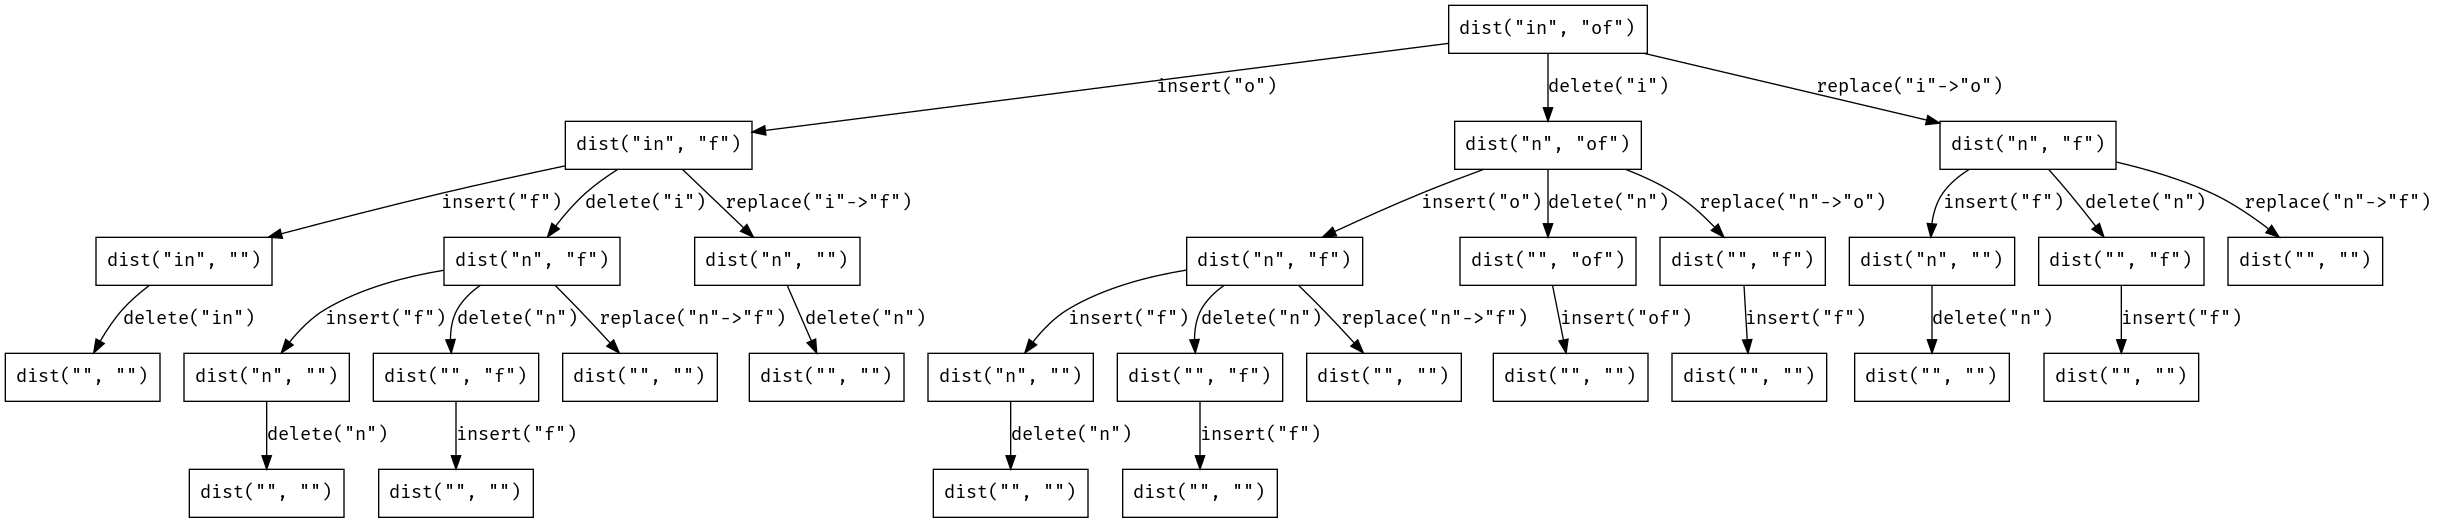 dist("in", "of")
insert("o")
delete("i")
replace("i"->"o")
dist("in", "f")
dist("n", "of")
dist("n", "f")
insert("f")
delete("i")
replace("i"->"f")
insert("o")
delete("n")
replace("n"->"o")
insert("f")
delete("n")
replace("n"->"f")
dist("in", "")
dist("n", "f")
dist("n", "")
dist("n", "f")
dist("", "of")
dist("", "f")
dist("n", "")
dist("", "f")
dist("", "")
delete("in")
insert("f")
delete("n")
replace("n"->"f")
delete("n")
insert("f")
delete("n")
replace("n"->"f")
insert("of")
insert("f")
delete("n")
insert("f")
dist("", "")
dist("n", "")
dist("", "f")
dist("", "")
dist("", "")
dist("n", "")
dist("", "f")
dist("", "")
dist("", "")
dist("", "")
dist("", "")
dist("", "")
delete("n")
insert("f")
delete("n")
insert("f")
dist("", "")
dist("", "")
dist("", "")
dist("", "")